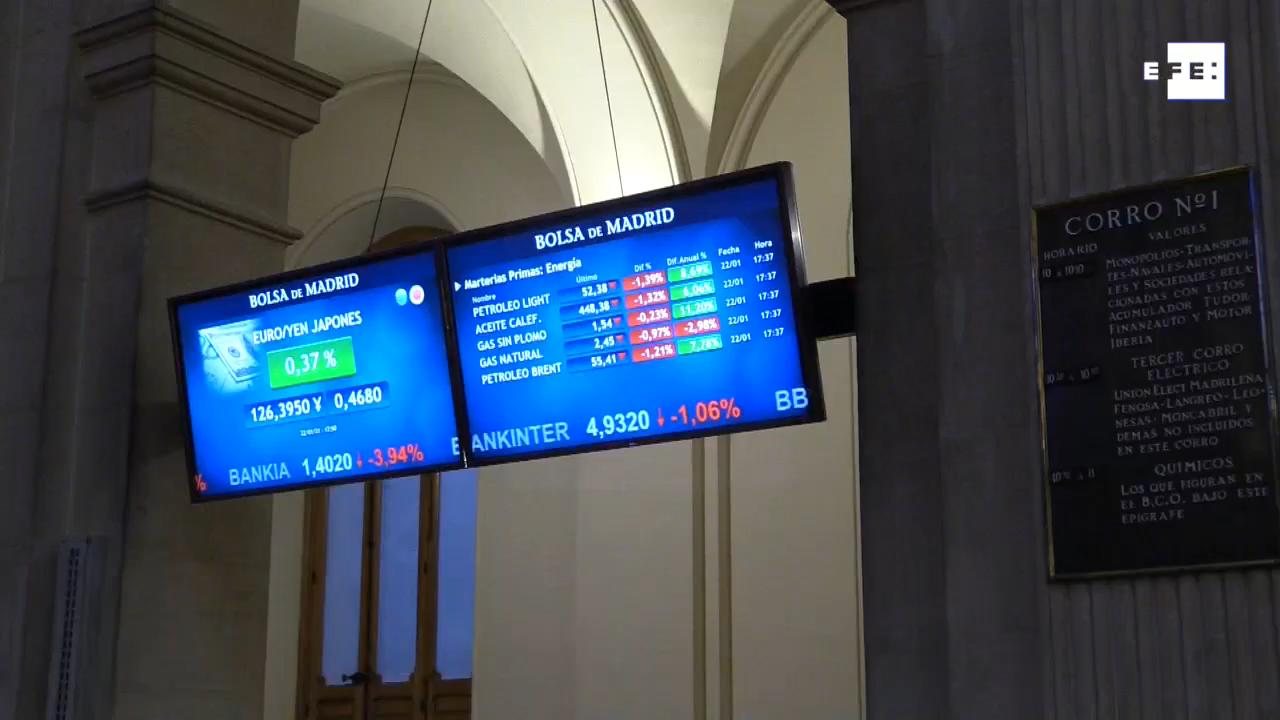 EFE:
BOLSA DE MADRID
EURO/YEN JAPONES
0,37 %
126,3950 ¥ 0,4680
%
BANKIA 1,4020 -3,94%
BOLSA DE MADRID
Marterias Primas: Energía
Nombre Último Dif % Dif. Anual % Fecha Hora
PETROLEO LIGHT 52,38 -1,39% 8,69% 22/01 17:37
ACEITE CALEF. 448,38 -1,32% 6,06% 22/01 17:37
GAS SIN PLOMO 1,54 -0,23% 11,20% 22/01 17:37
GAS NATURAL 2,45 -0,97% -2,98% 22/01 17:37
PETROLEO BRENT 55,41 -1,21% 7,78% 22/01 17:37
BANKINTER 4,9320 -1,06% BB
CORRO Nº1
HORARIO
VALORES
MONOPOLIOS-TRANSPOR-
TES-NAVALES-AUTOMOVI-
LES Y SOCIEDADES RELA-
CIONADAS CON ESTOS
ACUMULADOR TUDOR-
FINANZAUTO Y MOTOR
IBERIA
TERCER CORRO
ELECTRICO
UNION ELECT MADRILEÑA
FENOSA-LANGREO-LEO-
NESAS-MONCABRIL Y
DEMAS NO INCLUIDOS
EN ESTE CORRO
QUIMICOS
LOS QUE FIGURAN EN
EL B.C.O. BAJO ESTE
EPIGRAFE